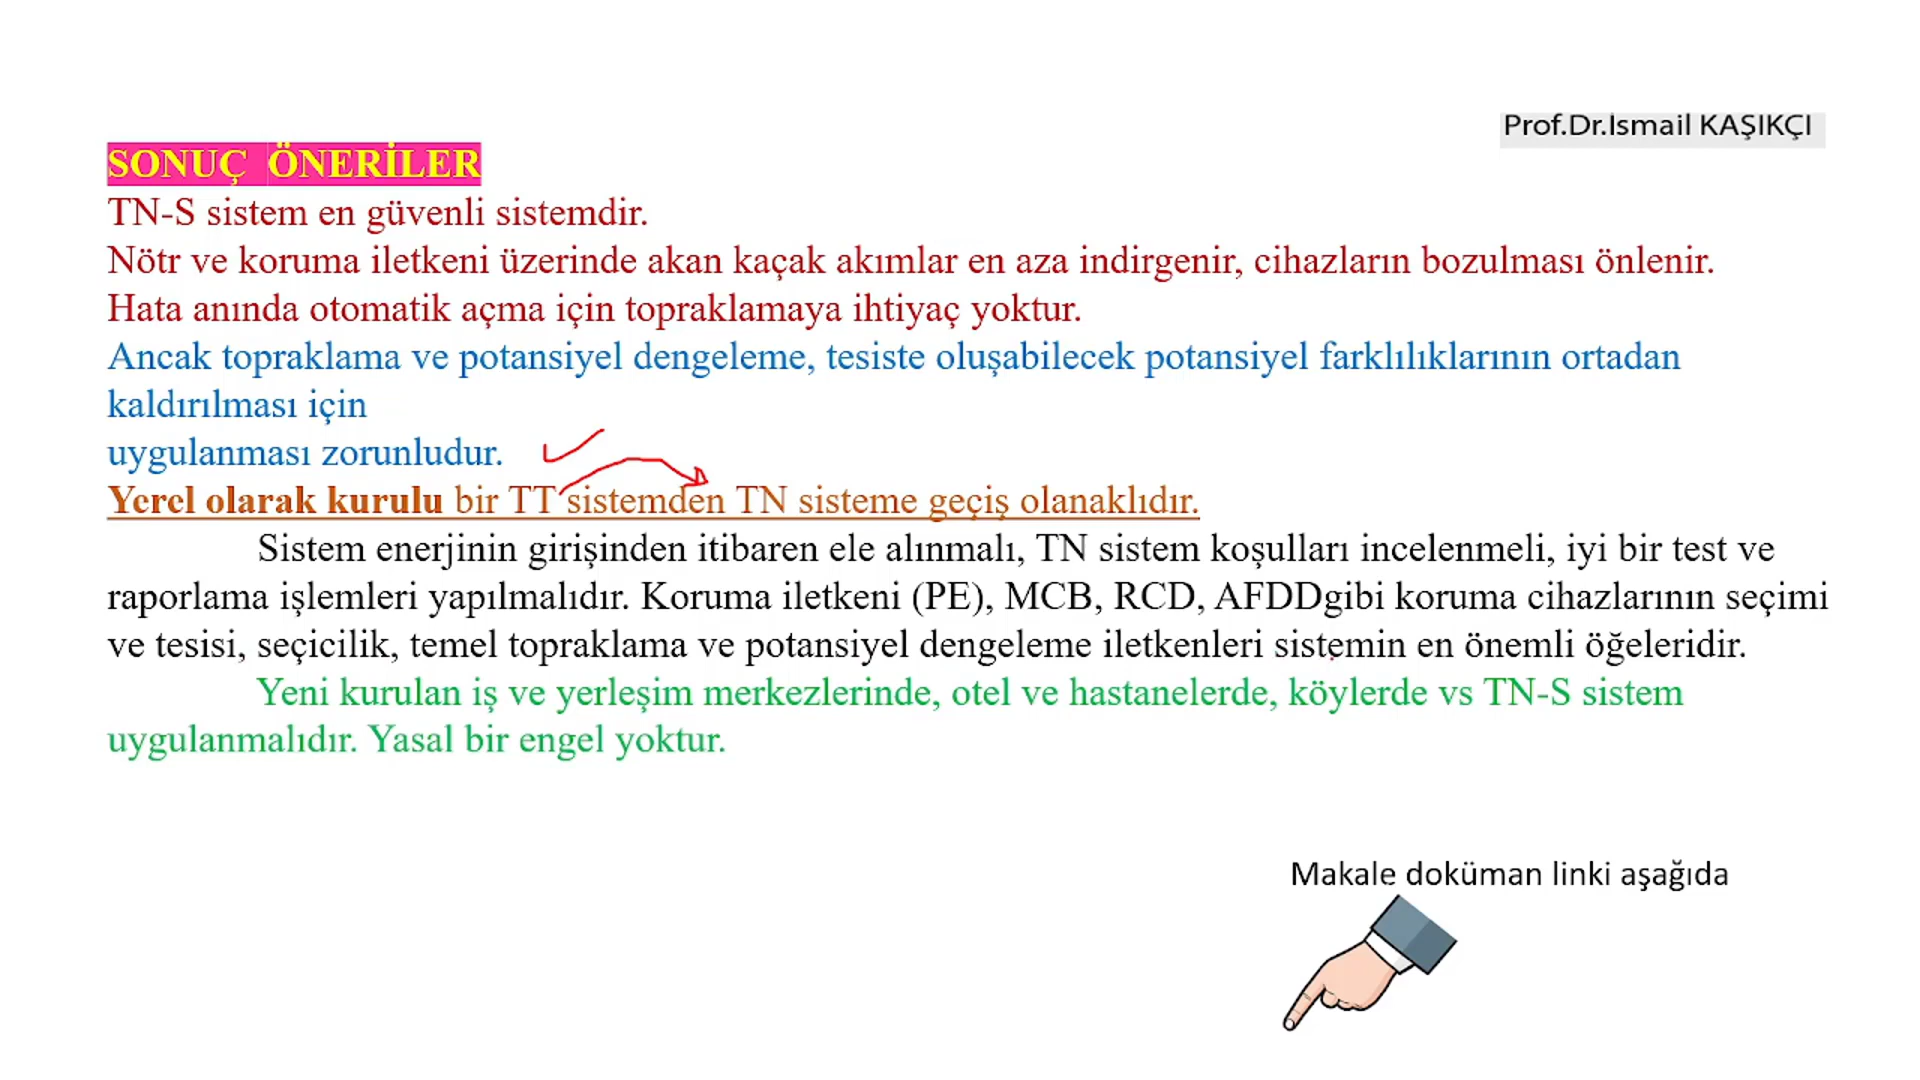 Prof.Dr.Ismail KAŞIKÇI
SONUÇ ÖNERİLER
TN-S sistem en güvenli sistemdir.
Nötr ve koruma iletkeni üzerinde akan kaçak akımlar en aza indirgenir, cihazların bozulması önlenir.
Hata anında otomatik açma için topraklamaya ihtiyaç yoktur.
Ancak topraklama ve potansiyel dengeleme, tesiste oluşabilecek potansiyel farklılıklarının ortadan
kaldırılması için
uygulanması zorunludur.
Yerel olarak kurulu bir TT sistemden TN sisteme geçiş olanaklıdır.
Sistem enerjinin girişinden itibaren ele alınmalı, TN sistem koşulları incelenmeli, iyi bir test ve
raporlama işlemleri yapılmalıdır. Koruma iletkeni (PE), MCB, RCD, AFDDgibi koruma cihazlarının seçimi
ve tesisi, seçicilik, temel topraklama ve potansiyel dengeleme iletkenleri sistemin en önemli öğeleridir.
Yeni kurulan iş ve yerleşim merkezlerinde, otel ve hastanelerde, köylerde vs TN-S sistem
uygulanmalıdır. Yasal bir engel yoktur.
Makale doküman linki aşağıda